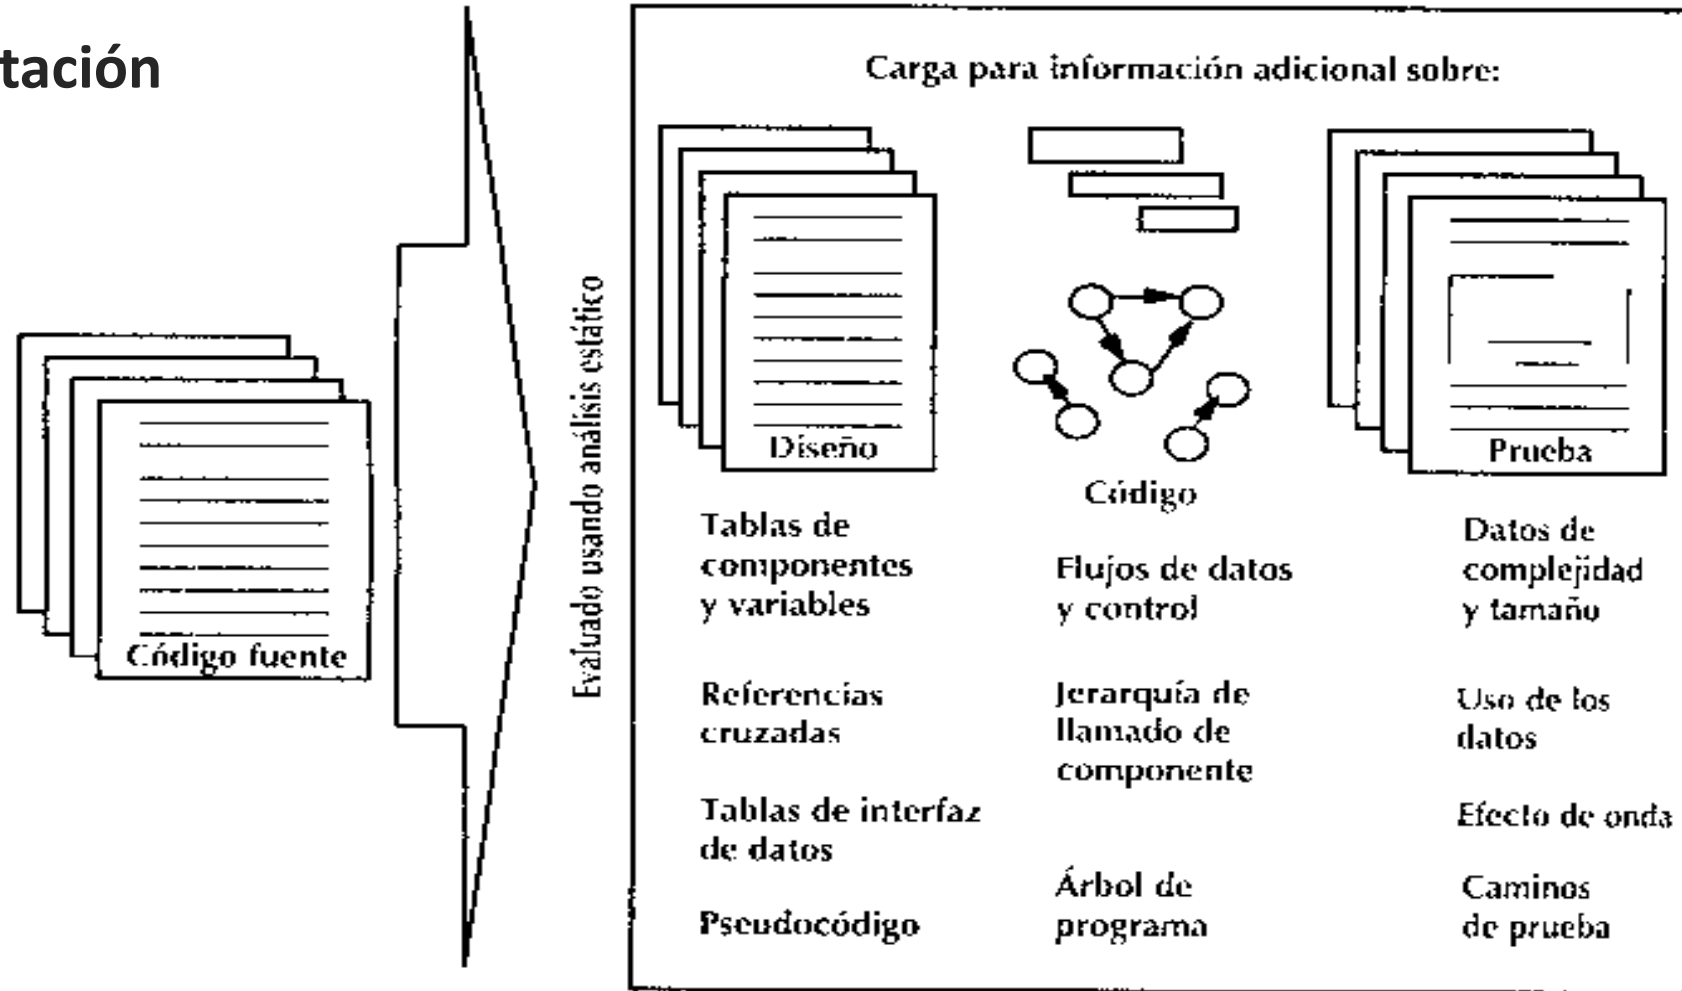 tación
Carga para información adicional sobre:
Código fuente
Evaluado usando análisis estático
Diseño
Tablas de
componentes
y variables
Referencias
cruzadas
Tablas de interfaz
de datos
Pseudocódigo
Código
Flujos de datos
y control
Jerarquía de
llamado de
componente
Árbol de
programa
Prueba
Datos de
complejidad
y tamaño
Uso de los
datos
Efecto de onda
Caminos
de prueba